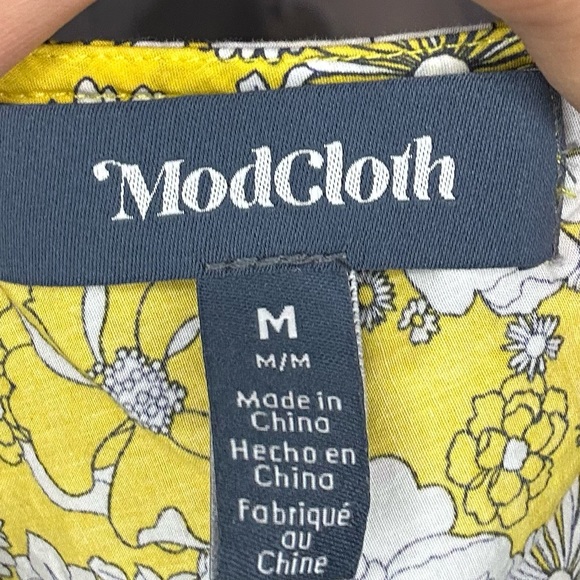 ModCloth
M
M/M
Made in
China
Hecho en
China
Fabriqué
au
Chine